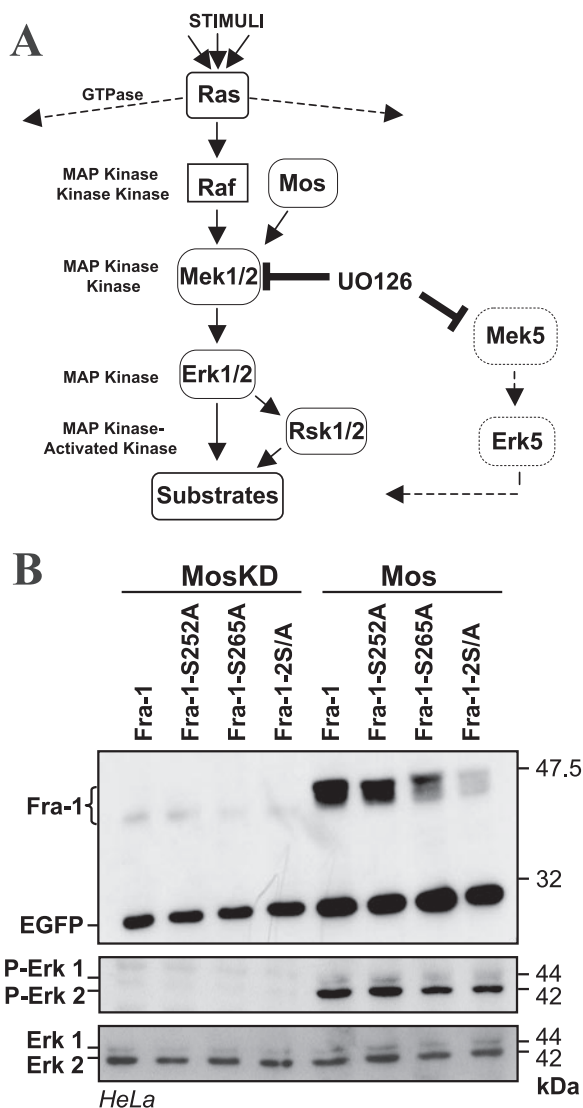 A
STIMULI
GTPase
Ras
MAP Kinase
Kinase Kinase
Raf
Mos
MAP Kinase
Kinase
Mek1/2
UO126
Mek5
MAP Kinase
Erk1/2
MAP Kinase-
Activated Kinase
Rsk1/2
Erk5
Substrates
B
MosKD
Mos
Fra-1
Fra-1-S252A
Fra-1-S265A
Fra-1-2S/A
Fra-1
Fra-1-S252A
Fra-1-S265A
Fra-1-2S/A
47.5
Fra-1
32
EGFP
P-Erk 1
44
P-Erk 2
42
Erk 1
44
Erk 2
42
kDa
HeLa